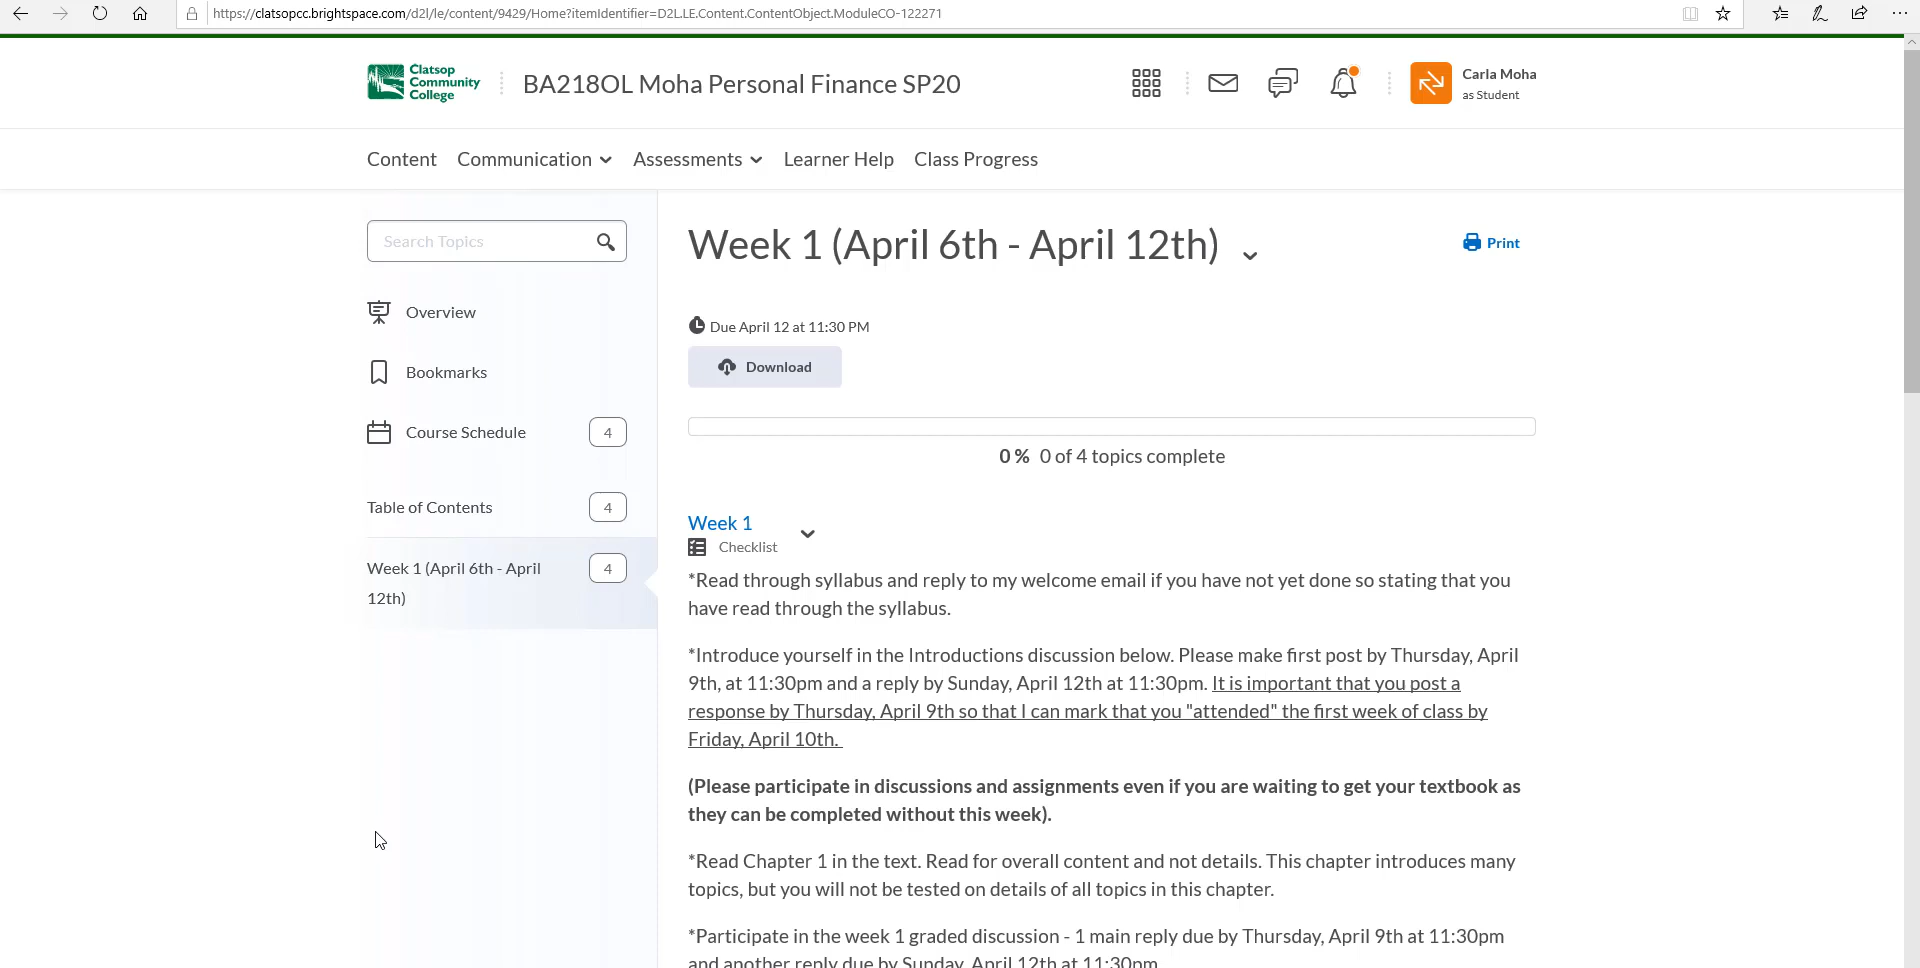 https://clatsopcc.brightspace.com/d2l/le/content/9429/Home?itemIdentifier=D2L.LE.Content.ContentObject.ModuleCO-122271
Clatsop
Community
College
BA218OL Moha Personal Finance SP20
Carla Moha
as Student
Content Communication Assessments Learner Help Class Progress
Search Topics
Overview
Bookmarks
Course Schedule 4
Table of Contents 4
Week 1 (April 6th - April 4
12th)
Week 1 (April 6th - April 12th)
Print
Due April 12 at 11:30 PM
Download
0 % 0 of 4 topics complete
Week 1
Checklist
*Read through syllabus and reply to my welcome email if you have not yet done so stating that you
have read through the syllabus.
*Introduce yourself in the Introductions discussion below. Please make first post by Thursday, April
9th, at 11:30pm and a reply by Sunday, April 12th at 11:30pm. It is important that you post a
response by Thursday, April 9th so that I can mark that you "attended" the first week of class by
Friday, April 10th.
(Please participate in discussions and assignments even if you are waiting to get your textbook as
they can be completed without this week).
*Read Chapter 1 in the text. Read for overall content and not details. This chapter introduces many
topics, but you will not be tested on details of all topics in this chapter.
*Participate in the week 1 graded discussion - 1 main reply due by Thursday, April 9th at 11:30pm
and another reply due by Sunday, April 12th at 11:30pm.